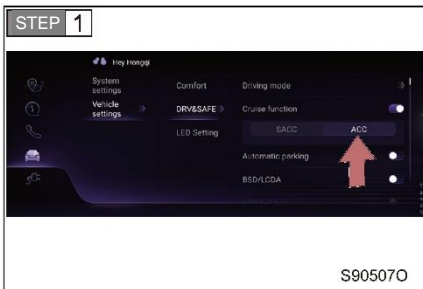 STEP 1
Hey Hongqi
System settings
Comfort
Driving mode
Vehicle settings
DRV&SAFE
Cruise function
LED Setting
SACC
ACC
Automatic parking
BSD/LCDA
S90507O